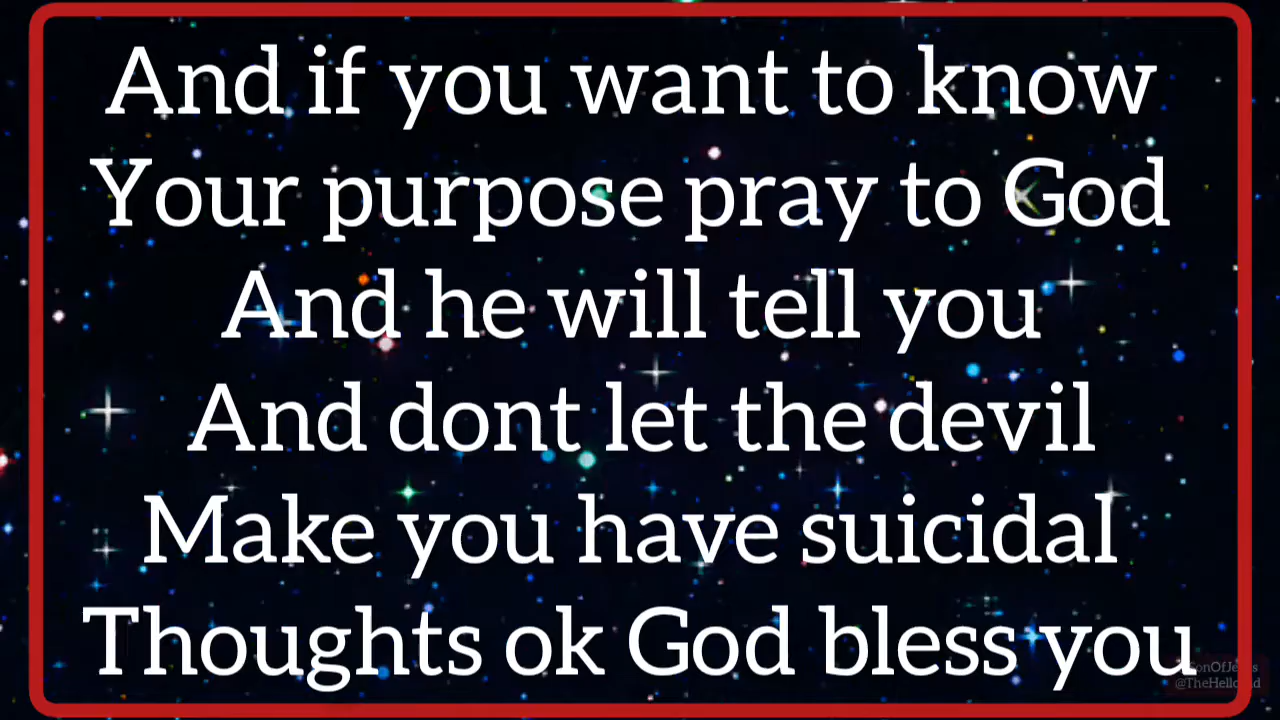 And if you want to know
Your purpose pray to God
And he will tell you
And dont let the devil
Make you have suicidal
Thoughts ok God bless you